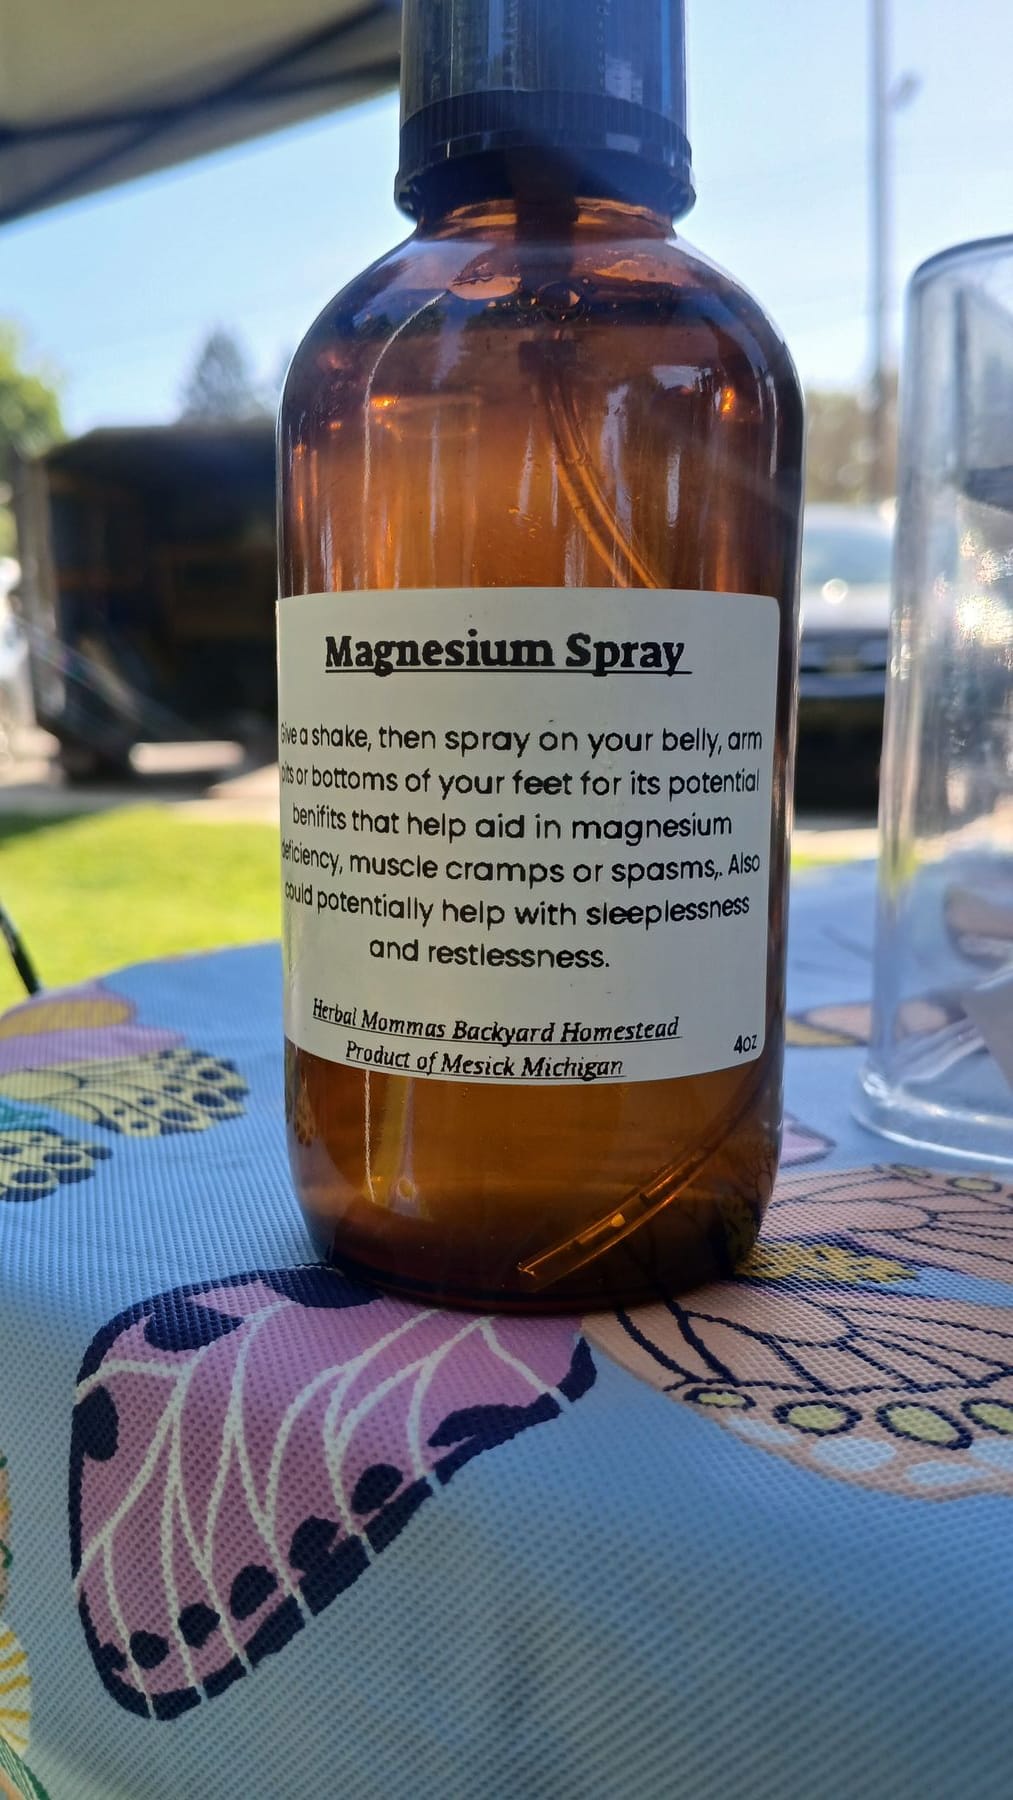 Magnesium Spray
Give a shake, then spray on your belly, arm
pits or bottoms of your feet for its potential
benifits that help aid in magnesium
deficiency, muscle cramps or spasms,. Also
could potentially help with sleeplessness
and restlessness.
Herbal Mommas Backyard Homestead
Product of Mesick Michigan
4oz